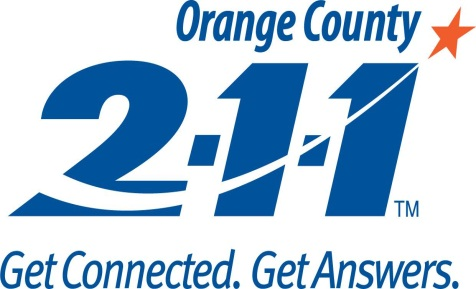 Orange County
2-1-1
TM
Get Connected. Get Answers.